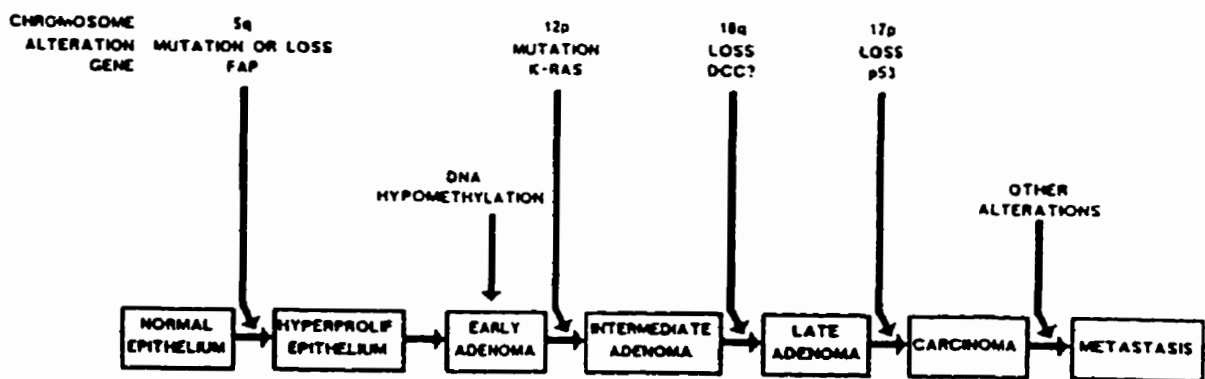 CHROMOSOME 5q 12p 18q 17p
ALTERATION MUTATION OR LOSS MUTATION LOSS LOSS
GENE FAP K-RAS DCC? p53
DNA
HYPOMETHYLATION
OTHER
ALTERATIONS
NORMAL
EPITHELIUM
HYPERPROLIF
EPITHELIUM
EARLY
ADENOMA
INTERMEDIATE
ADENOMA
LATE
ADENOMA
CARCINOMA
METASTASIS